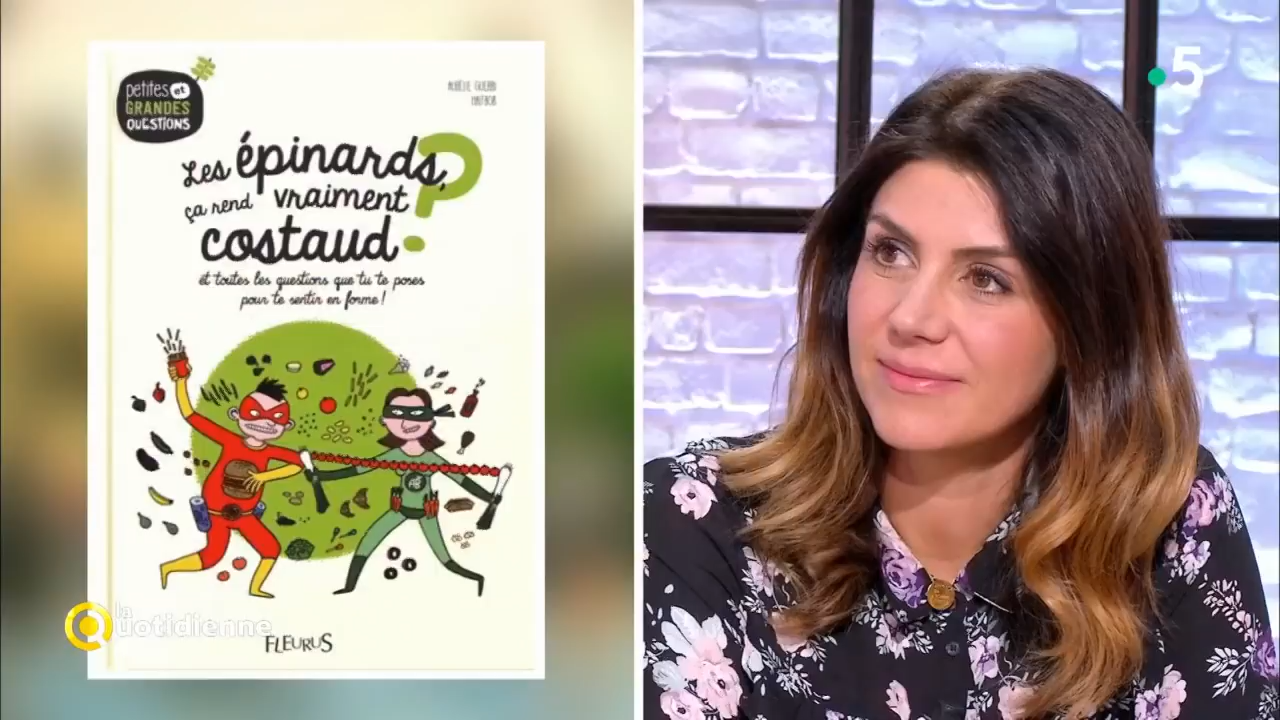 petites et
GRANDES
QUESTIONS
Les épinards,
ça rend vraiment
costaud ?
et toutes les questions que tu te poses
pour te sentir en forme !
FLEURUS
la
Quotidienne
5